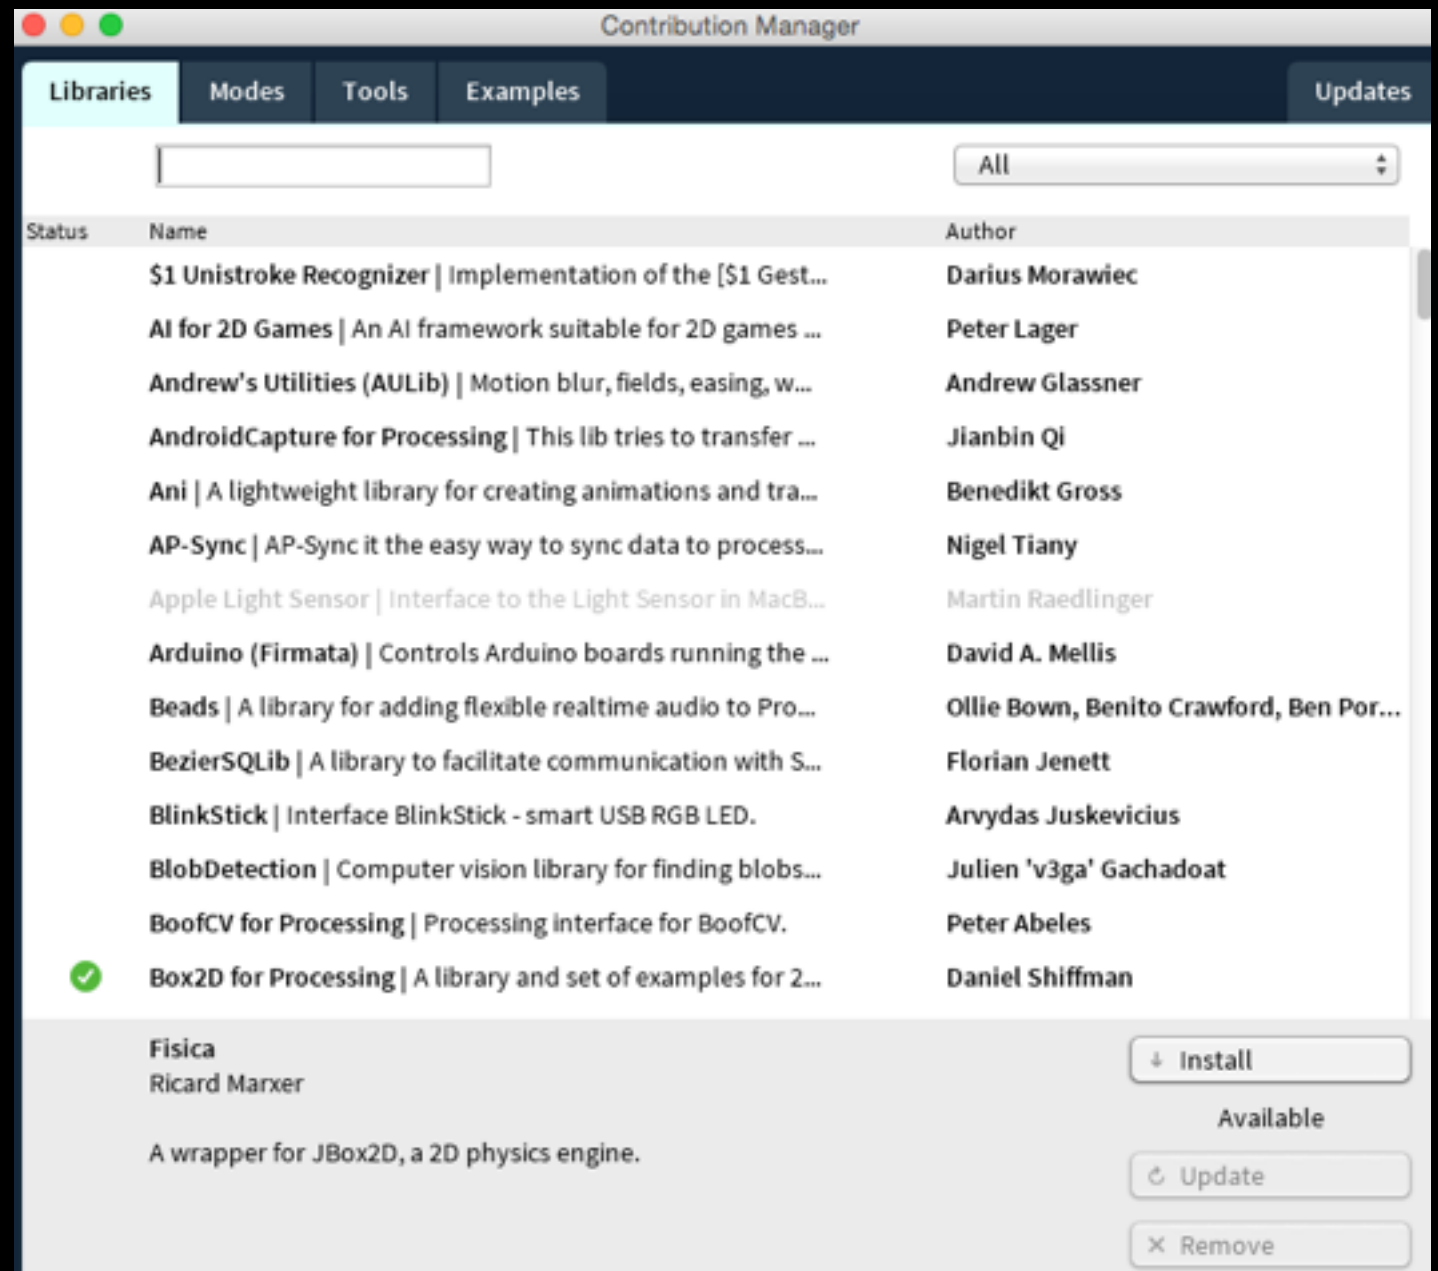 Contribution Manager
Libraries Modes Tools Examples Updates
All
Status Name Author
$1 Unistroke Recognizer | Implementation of the [$1 Gest... Darius Morawiec
AI for 2D Games | An AI framework suitable for 2D games ... Peter Lager
Andrew's Utilities (AULib) | Motion blur, fields, easing, w... Andrew Glassner
AndroidCapture for Processing | This lib tries to transfer ... Jianbin Qi
Ani | A lightweight library for creating animations and tra... Benedikt Gross
AP-Sync | AP-Sync it the easy way to sync data to process... Nigel Tiany
Apple Light Sensor | Interface to the Light Sensor in MacB... Martin Raedlinger
Arduino (Firmata) | Controls Arduino boards running the ... David A. Mellis
Beads | A library for adding flexible realtime audio to Pro... Ollie Bown, Benito Crawford, Ben Por...
BezierSQLib | A library to facilitate communication with S... Florian Jenett
BlinkStick | Interface BlinkStick - smart USB RGB LED. Arvydas Juskevicius
BlobDetection | Computer vision library for finding blobs... Julien 'v3ga' Gachadoat
BoofCV for Processing | Processing interface for BoofCV. Peter Abeles
Box2D for Processing | A library and set of examples for 2... Daniel Shiffman
Fisica
Install
Ricard Marxer
Available
A wrapper for JBox2D, a 2D physics engine.
Update
Remove